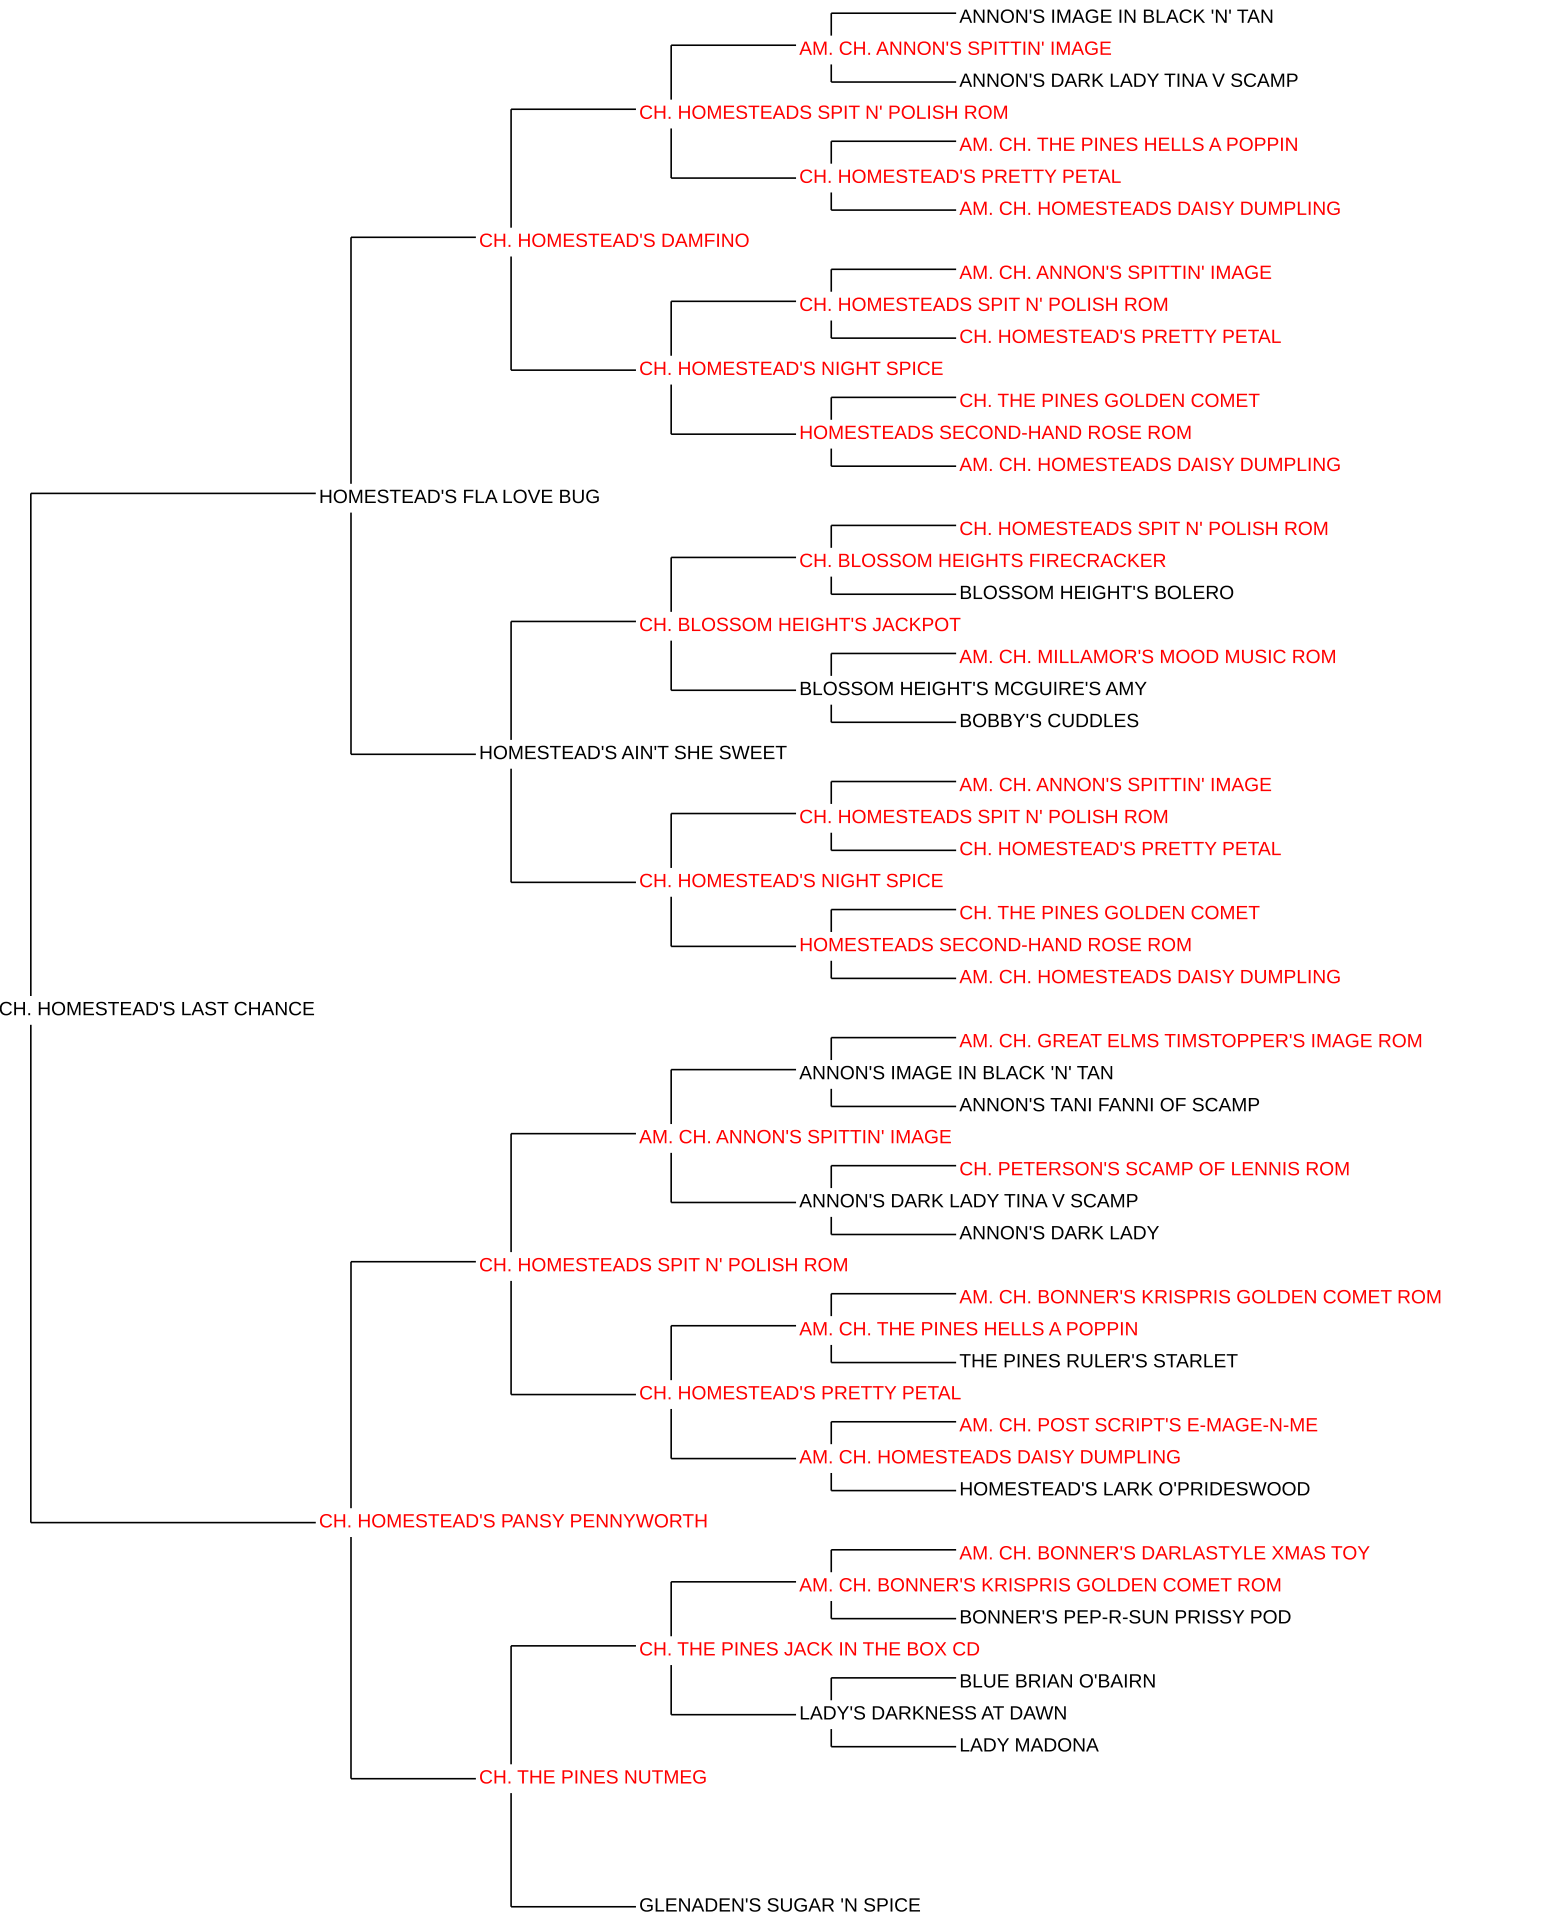 ANNON'S IMAGE IN BLACK 'N' TAN
AM. CH. ANNON'S SPITTIN' IMAGE
ANNON'S DARK LADY TINA V SCAMP
CH. HOMESTEADS SPIT N' POLISH ROM
AM. CH. THE PINES HELLS A POPPIN
CH. HOMESTEAD'S PRETTY PETAL
AM. CH. HOMESTEADS DAISY DUMPLING
CH. HOMESTEAD'S DAMFINO
AM. CH. ANNON'S SPITTIN' IMAGE
CH. HOMESTEADS SPIT N' POLISH ROM
CH. HOMESTEAD'S PRETTY PETAL
CH. HOMESTEAD'S NIGHT SPICE
CH. THE PINES GOLDEN COMET
HOMESTEADS SECOND-HAND ROSE ROM
AM. CH. HOMESTEADS DAISY DUMPLING
HOMESTEAD'S FLA LOVE BUG
CH. HOMESTEADS SPIT N' POLISH ROM
CH. BLOSSOM HEIGHTS FIRECRACKER
BLOSSOM HEIGHT'S BOLERO
CH. BLOSSOM HEIGHT'S JACKPOT
AM. CH. MILLAMOR'S MOOD MUSIC ROM
BLOSSOM HEIGHT'S MCGUIRE'S AMY
BOBBY'S CUDDLES
HOMESTEAD'S AIN'T SHE SWEET
AM. CH. ANNON'S SPITTIN' IMAGE
CH. HOMESTEADS SPIT N' POLISH ROM
CH. HOMESTEAD'S PRETTY PETAL
CH. HOMESTEAD'S NIGHT SPICE
CH. THE PINES GOLDEN COMET
HOMESTEADS SECOND-HAND ROSE ROM
AM. CH. HOMESTEADS DAISY DUMPLING
CH. HOMESTEAD'S LAST CHANCE
AM. CH. GREAT ELMS TIMSTOPPER'S IMAGE ROM
ANNON'S IMAGE IN BLACK 'N' TAN
ANNON'S TANI FANNI OF SCAMP
AM. CH. ANNON'S SPITTIN' IMAGE
CH. PETERSON'S SCAMP OF LENNIS ROM
ANNON'S DARK LADY TINA V SCAMP
ANNON'S DARK LADY
CH. HOMESTEADS SPIT N' POLISH ROM
AM. CH. BONNER'S KRISPRIS GOLDEN COMET ROM
AM. CH. THE PINES HELLS A POPPIN
THE PINES RULER'S STARLET
CH. HOMESTEAD'S PRETTY PETAL
AM. CH. POST SCRIPT'S E-MAGE-N-ME
AM. CH. HOMESTEADS DAISY DUMPLING
HOMESTEAD'S LARK O'PRIDESWOOD
CH. HOMESTEAD'S PANSY PENNYWORTH
AM. CH. BONNER'S DARLASTYLE XMAS TOY
AM. CH. BONNER'S KRISPRIS GOLDEN COMET ROM
BONNER'S PEP-R-SUN PRISSY POD
CH. THE PINES JACK IN THE BOX CD
BLUE BRIAN O'BAIRN
LADY'S DARKNESS AT DAWN
LADY MADONA
CH. THE PINES NUTMEG
GLENADEN'S SUGAR 'N SPICE